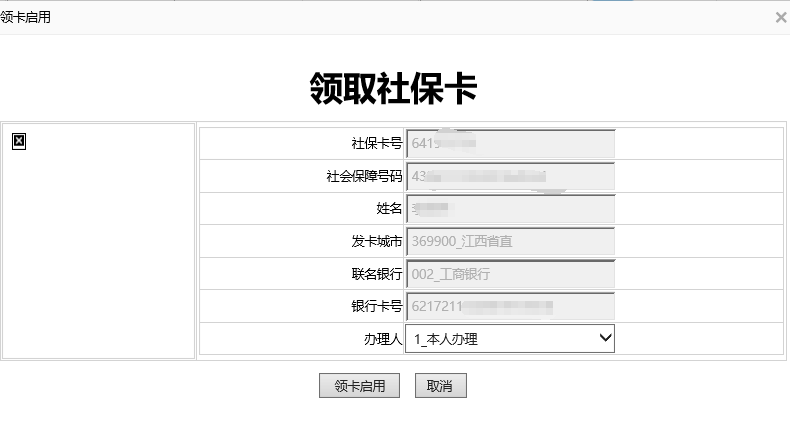 领卡启用
领取社保卡
社保卡号 641
社会保障号码 43
姓名
发卡城市 369900_江西省直
联名银行 002_工商银行
银行卡号 6217211
办理人 1_本人办理
领卡启用 取消